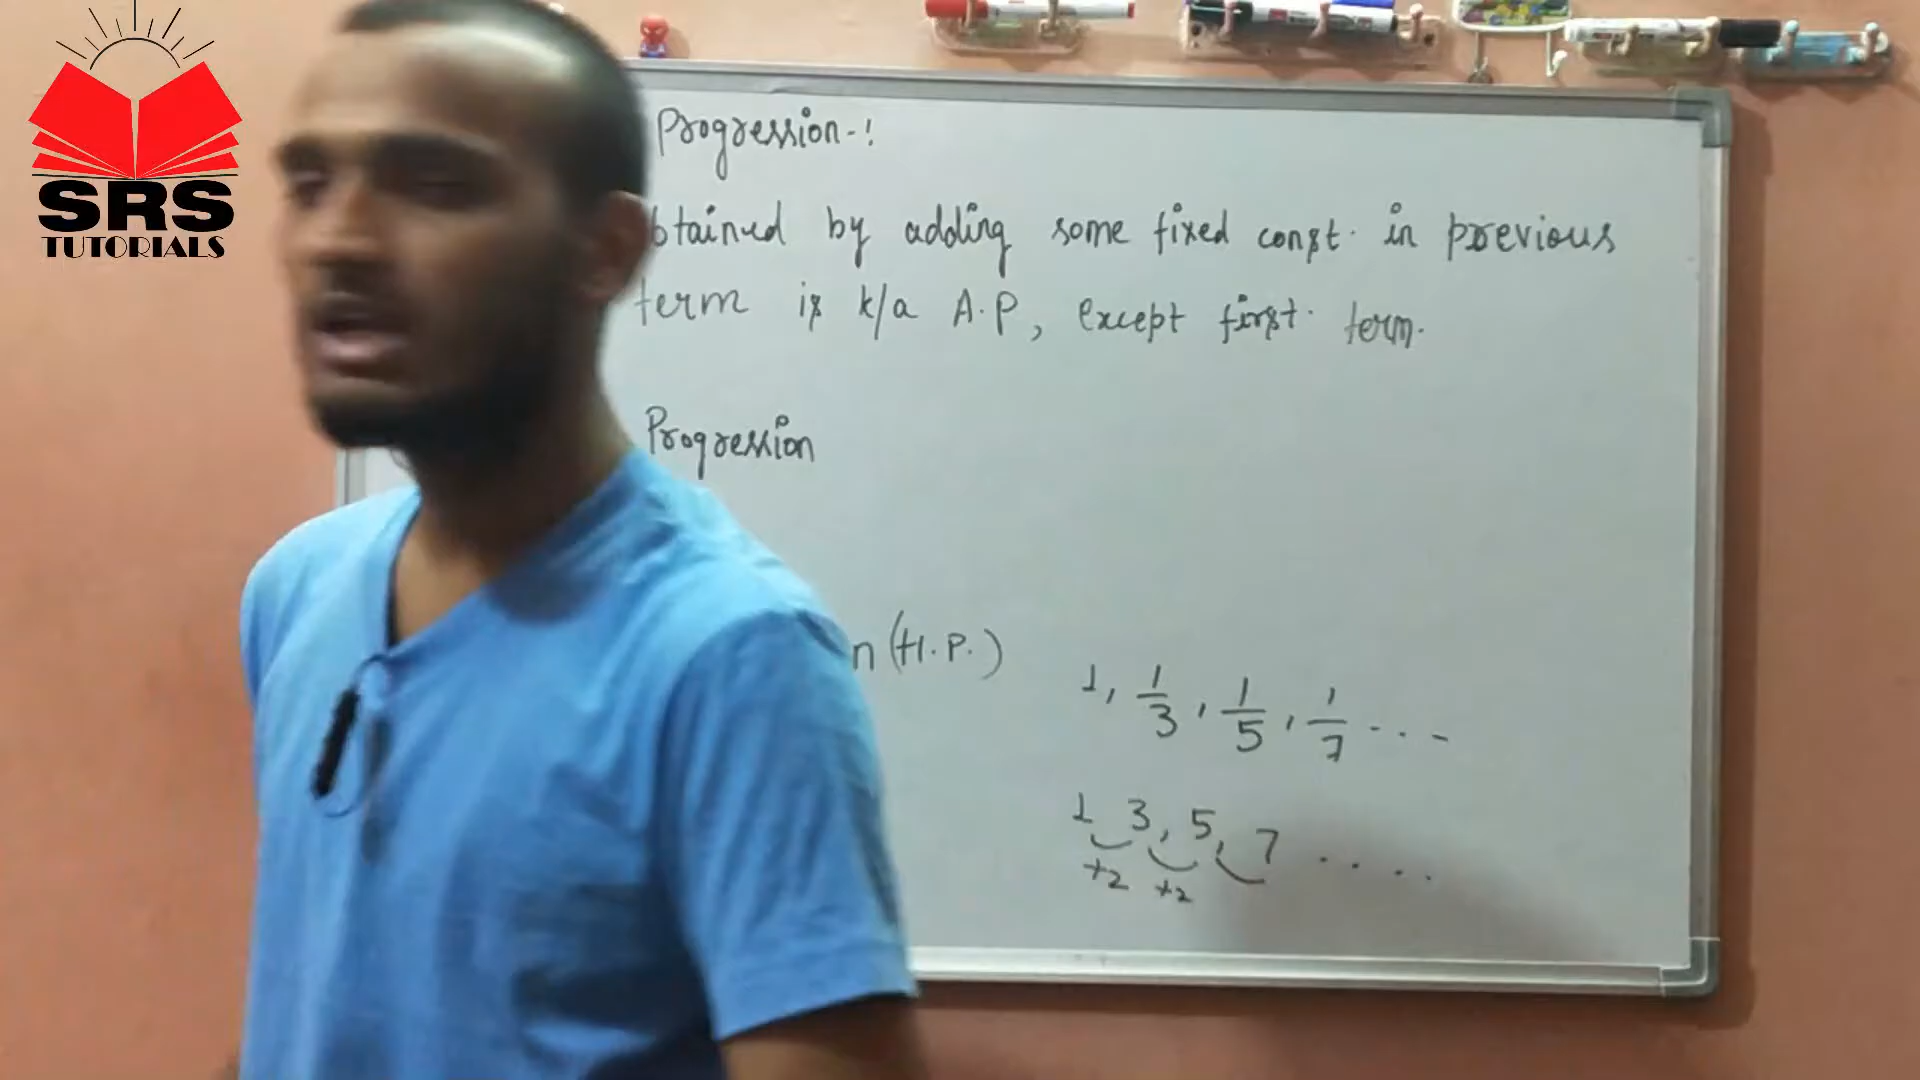 SRS
TUTORIALS
Progression-!
btained by adding some fixed const. in previous
term is k/a A.P, except first term.
Progression
n (H.P.)
1, 1/3, 1/5, 1/7 ...
1 3, 5, 7 .....
+2 +2